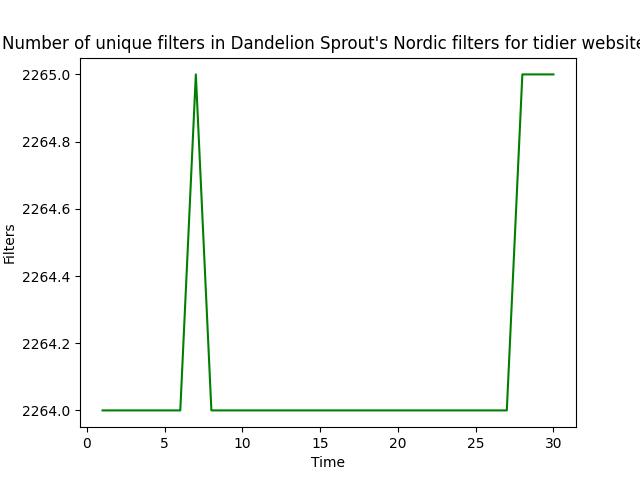 Number of unique filters in Dandelion Sprout's Nordic filters for tidier website
2265.0
2264.8
2264.6
2264.4
2264.2
2264.0
Filters
0 5 10 15 20 25 30
Time